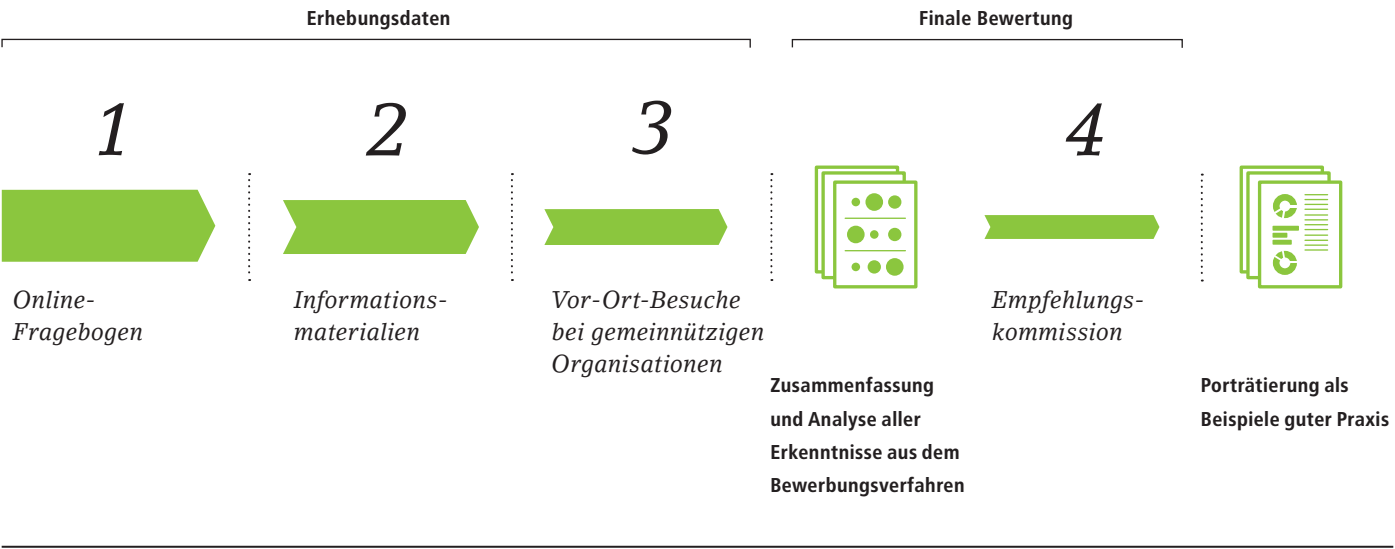 Erhebungsdaten
Finale Bewertung
1
2
3
4
Online-
Fragebogen
Informations-
materialien
Vor-Ort-Besuche
bei gemeinnützigen
Organisationen
Zusammenfassung
und Analyse aller
Erkenntnisse aus dem
Bewerbungsverfahren
Empfehlungs-
kommission
Porträtierung als
Beispiele guter Praxis